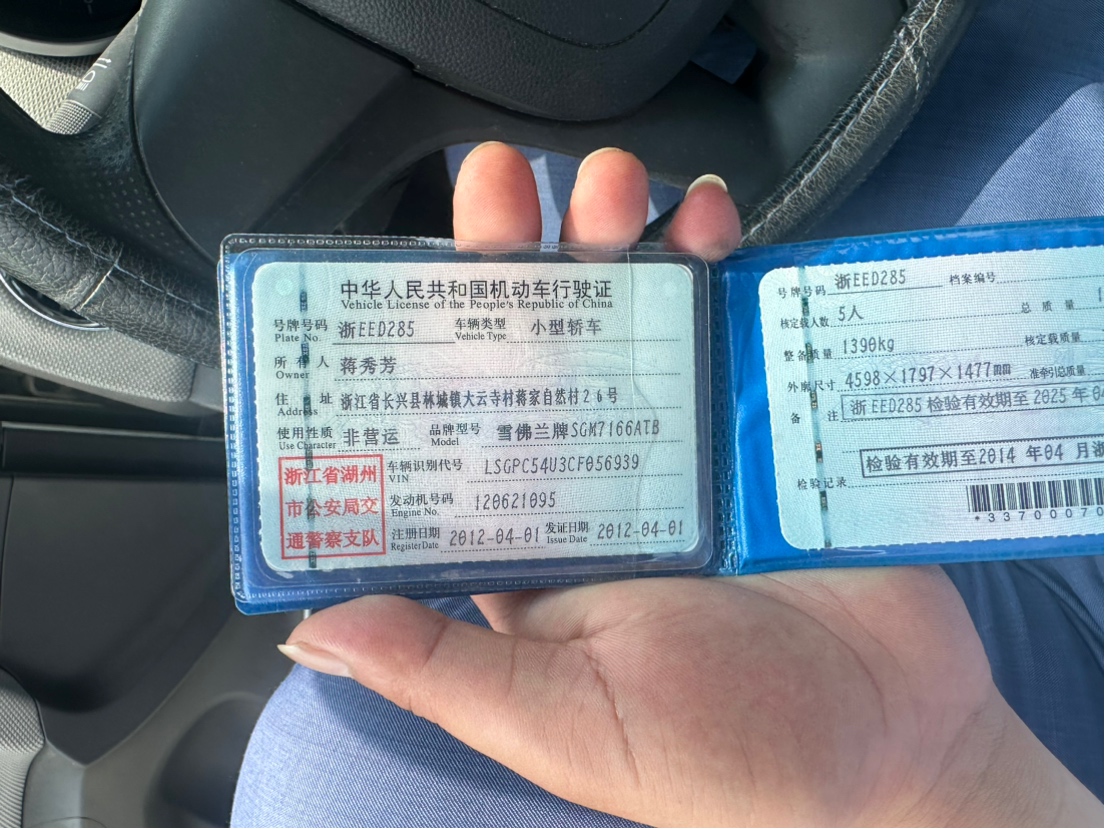 中华人民共和国机动车行驶证
Vehicle License of the People's Republic of China
号牌号码 浙EED285 车辆类型 小型轿车
Plate No. Vehicle Type
所有人 蒋秀芳
Owner
住址 浙江省长兴县林城镇大云寺村蒋家自然村26号
Address
使用性质 非营运 品牌型号 雪佛兰牌SGM7166ATB
Use Character Model
浙江省湖州
市公安局交
通警察支队
车辆识别代号 LSGPC54U3CF056939
VIN
发动机号码 120621095
Engine No.
注册日期 2012-04-01 发证日期 2012-04-01
Register Date Issue Date
号牌号码 浙EED285 档案编号
核定载人数 5人 总质量 1
整备质量 1390kg 核定载质量
外廓尺寸 4598×1797×1477mm 准牵引总质量
备注 浙EED285检验有效期至2025年04
检验有效期至2014年04月浙
检验记录
*33700070